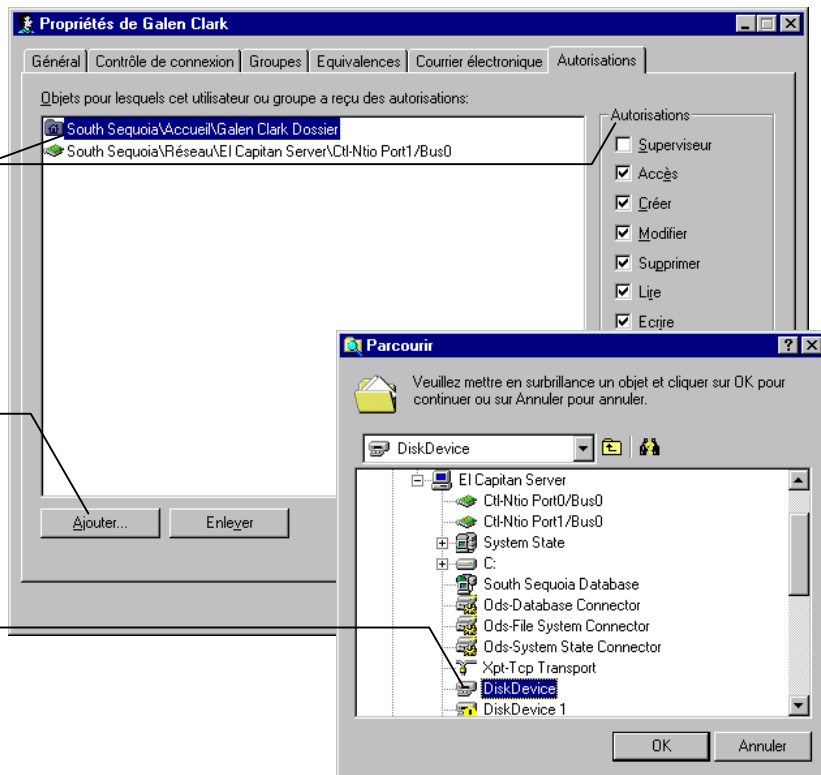 Propriétés de Galen Clark
Général Contrôle de connexion Groupes Equivalences Courrier électronique Autorisations
Objets pour lesquels cet utilisateur ou groupe a reçu des autorisations:
South Sequoia\Accueil\Galen Clark Dossier
South Sequoia\Réseau\El Capitan Server\Ctl-Ntio Port1/Bus0
Autorisations
Superviseur
Accès
Créer
Modifier
Supprimer
Lire
Ecrire
Ajouter... Enlever
Parcourir
Veuillez mettre en surbrillance un objet et cliquer sur OK pour
continuer ou sur Annuler pour annuler.
DiskDevice
El Capitan Server
Ctl-Ntio Port0/Bus0
Ctl-Ntio Port1/Bus0
System State
C:
South Sequoia Database
Ods-Database Connector
Ods-File System Connector
Ods-System State Connector
Xpt-Tcp Transport
DiskDevice
DiskDevice 1
OK Annuler